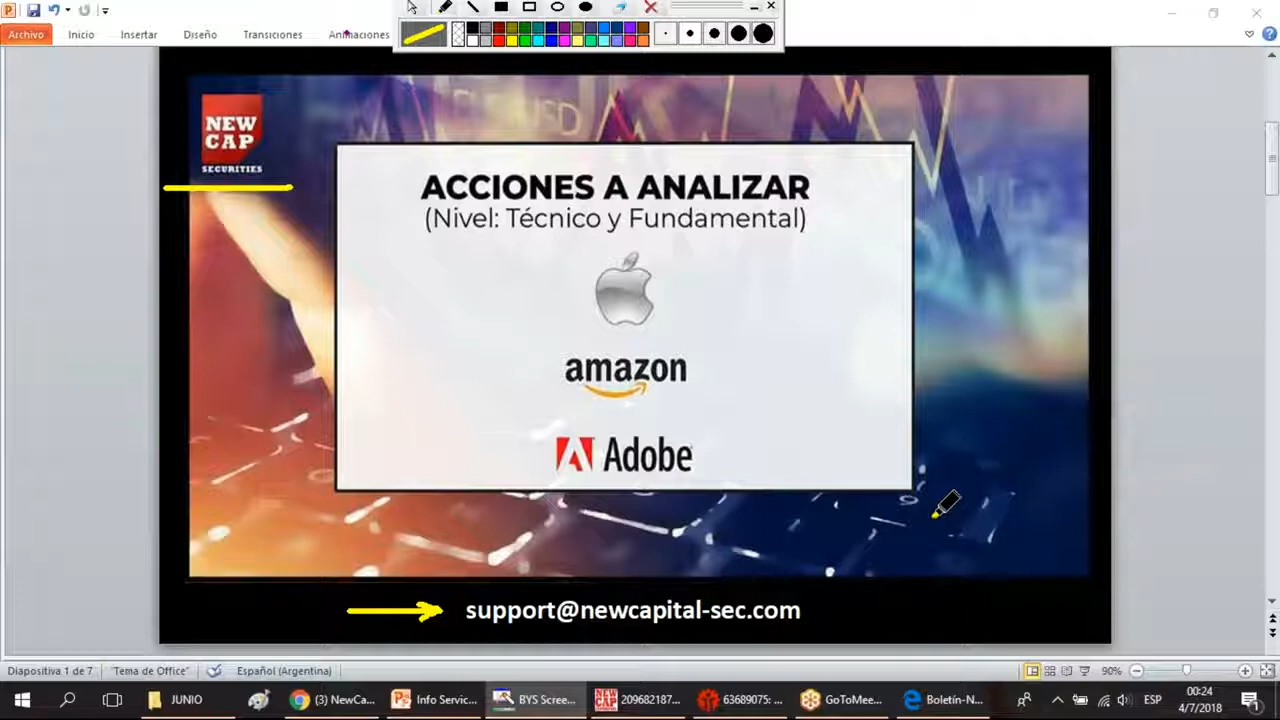 Archivo
Inicio
Insertar
Diseño
Transiciones
Animaciones
NEW
CAP
SECURITIES
ACCIONES A ANALIZAR
(Nivel: Técnico y Fundamental)
amazon
Adobe
support@newcapital-sec.com
Diapositiva 1 de 7
"Tema de Office"
Español (Argentina)
90%
JUNIO
(3) NewCa...
Info Servic...
BYS Scree...
NEW
CAP
209682187...
63689075: ...
GoToMee...
Boletín-N...
ESP
00:24
4/7/2018